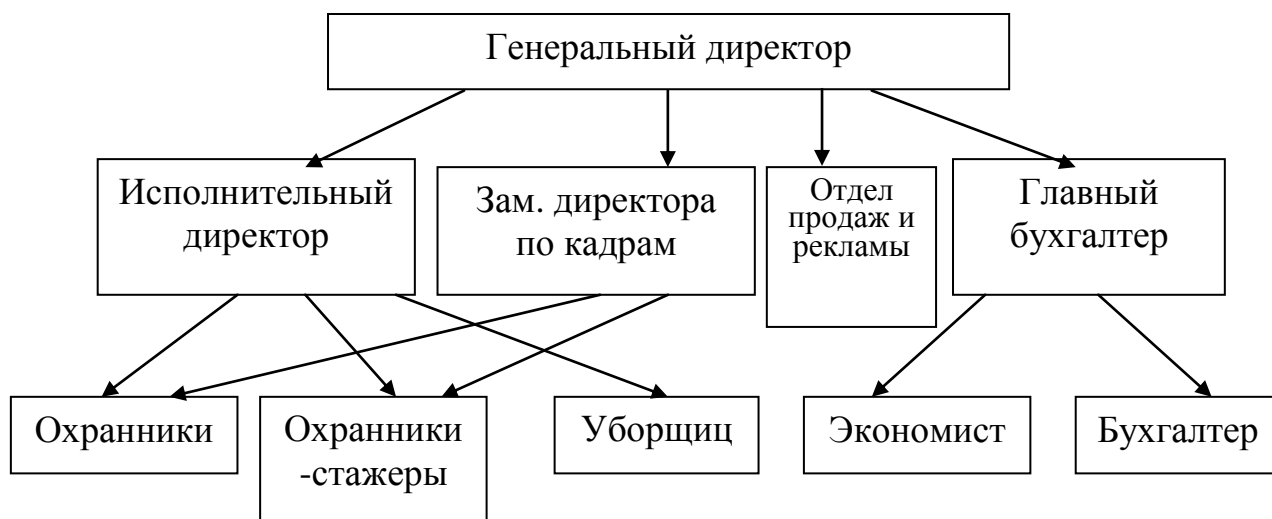 Генеральный директор
Исполнительный
директор
Зам. директора
по кадрам
Отдел
продаж и
рекламы
Главный
бухгалтер
Охранники
Охранники
-стажеры
Уборщиц
Экономист
Бухгалтер